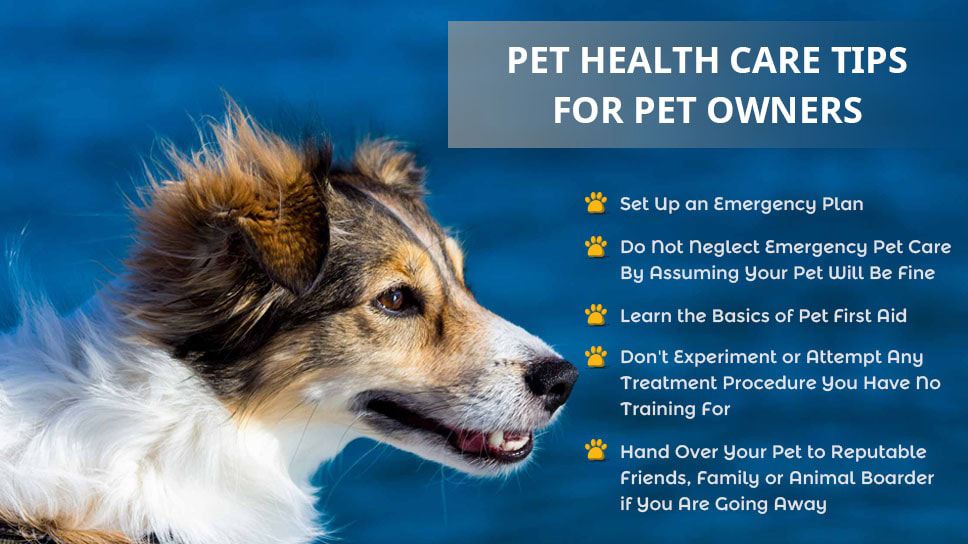 PET HEALTH CARE TIPS
FOR PET OWNERS
Set Up an Emergency Plan
Do Not Neglect Emergency Pet Care
By Assuming Your Pet Will Be Fine
Learn the Basics of Pet First Aid
Don't Experiment or Attempt Any
Treatment Procedure You Have No
Training For
Hand Over Your Pet to Reputable
Friends, Family or Animal Boarder
if You Are Going Away